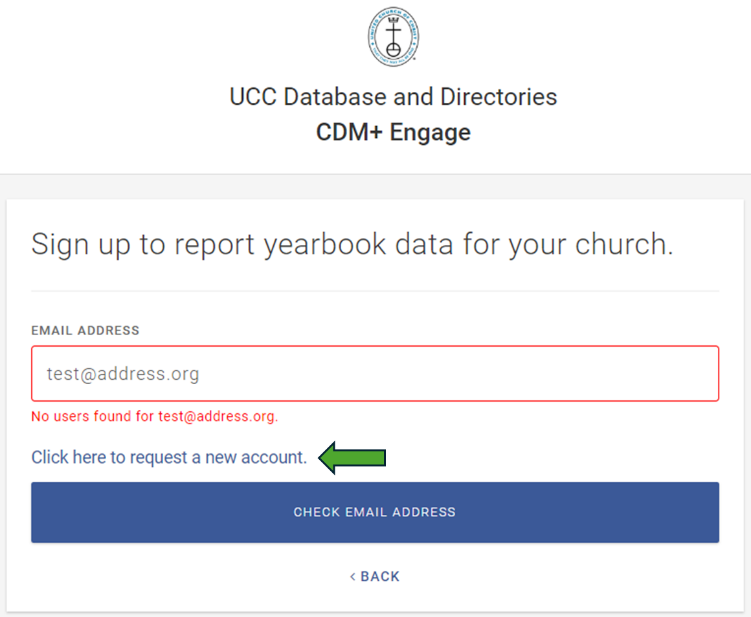 UNITED CHURCH OF CHRIST
UCC Database and Directories
CDM+ Engage
Sign up to report yearbook data for your church.
EMAIL ADDRESS
test@address.org
No users found for test@address.org.
Click here to request a new account.
CHECK EMAIL ADDRESS
‹ BACK